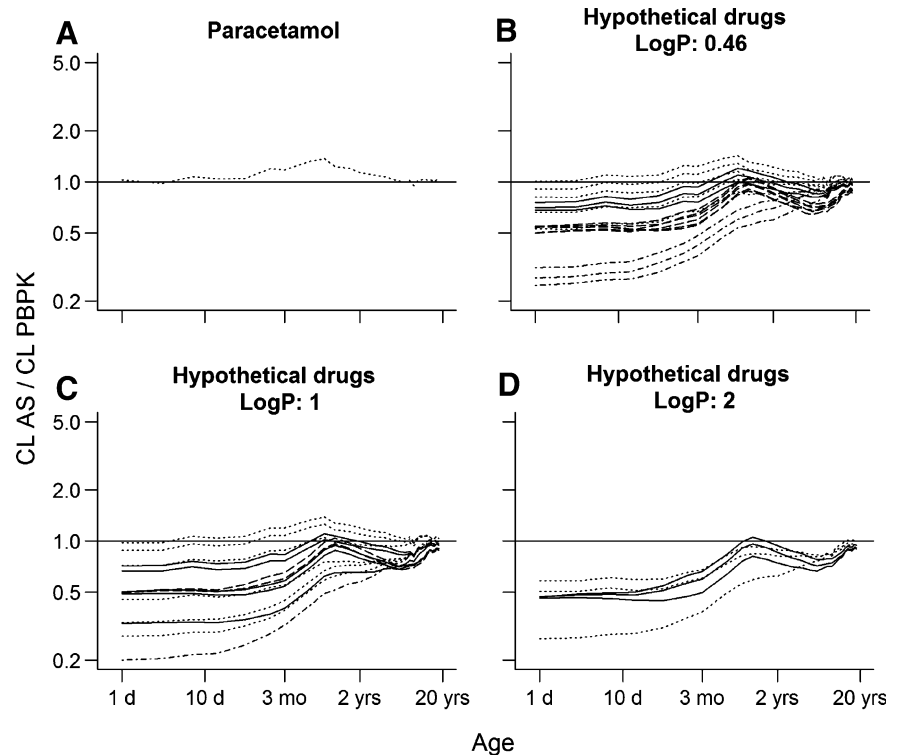 A
Paracetamol
5.0
2.0
1.0
0.5
0.2
B
Hypothetical drugs
LogP: 0.46
CL AS / CL PBPK
C
Hypothetical drugs
LogP: 1
5.0
2.0
1.0
0.5
0.2
1 d
10 d
3 mo
2 yrs
20 yrs
D
Hypothetical drugs
LogP: 2
1 d
10 d
3 mo
2 yrs
20 yrs
Age